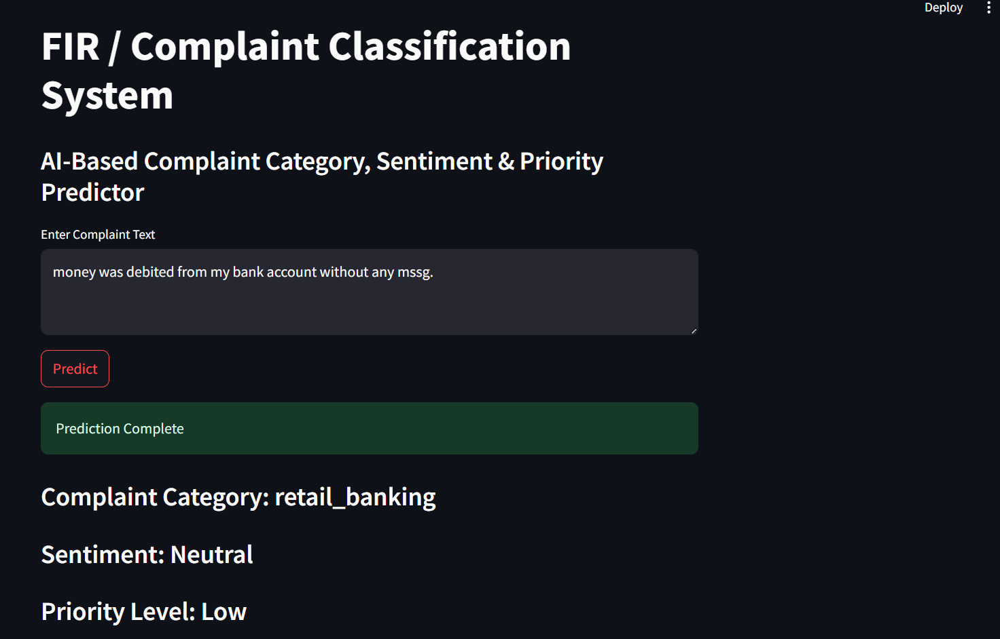 Deploy
FIR / Complaint Classification
System
AI-Based Complaint Category, Sentiment & Priority
Predictor
Enter Complaint Text
money was debited from my bank account without any mssg.
Predict
Prediction Complete
Complaint Category: retail_banking
Sentiment: Neutral
Priority Level: Low